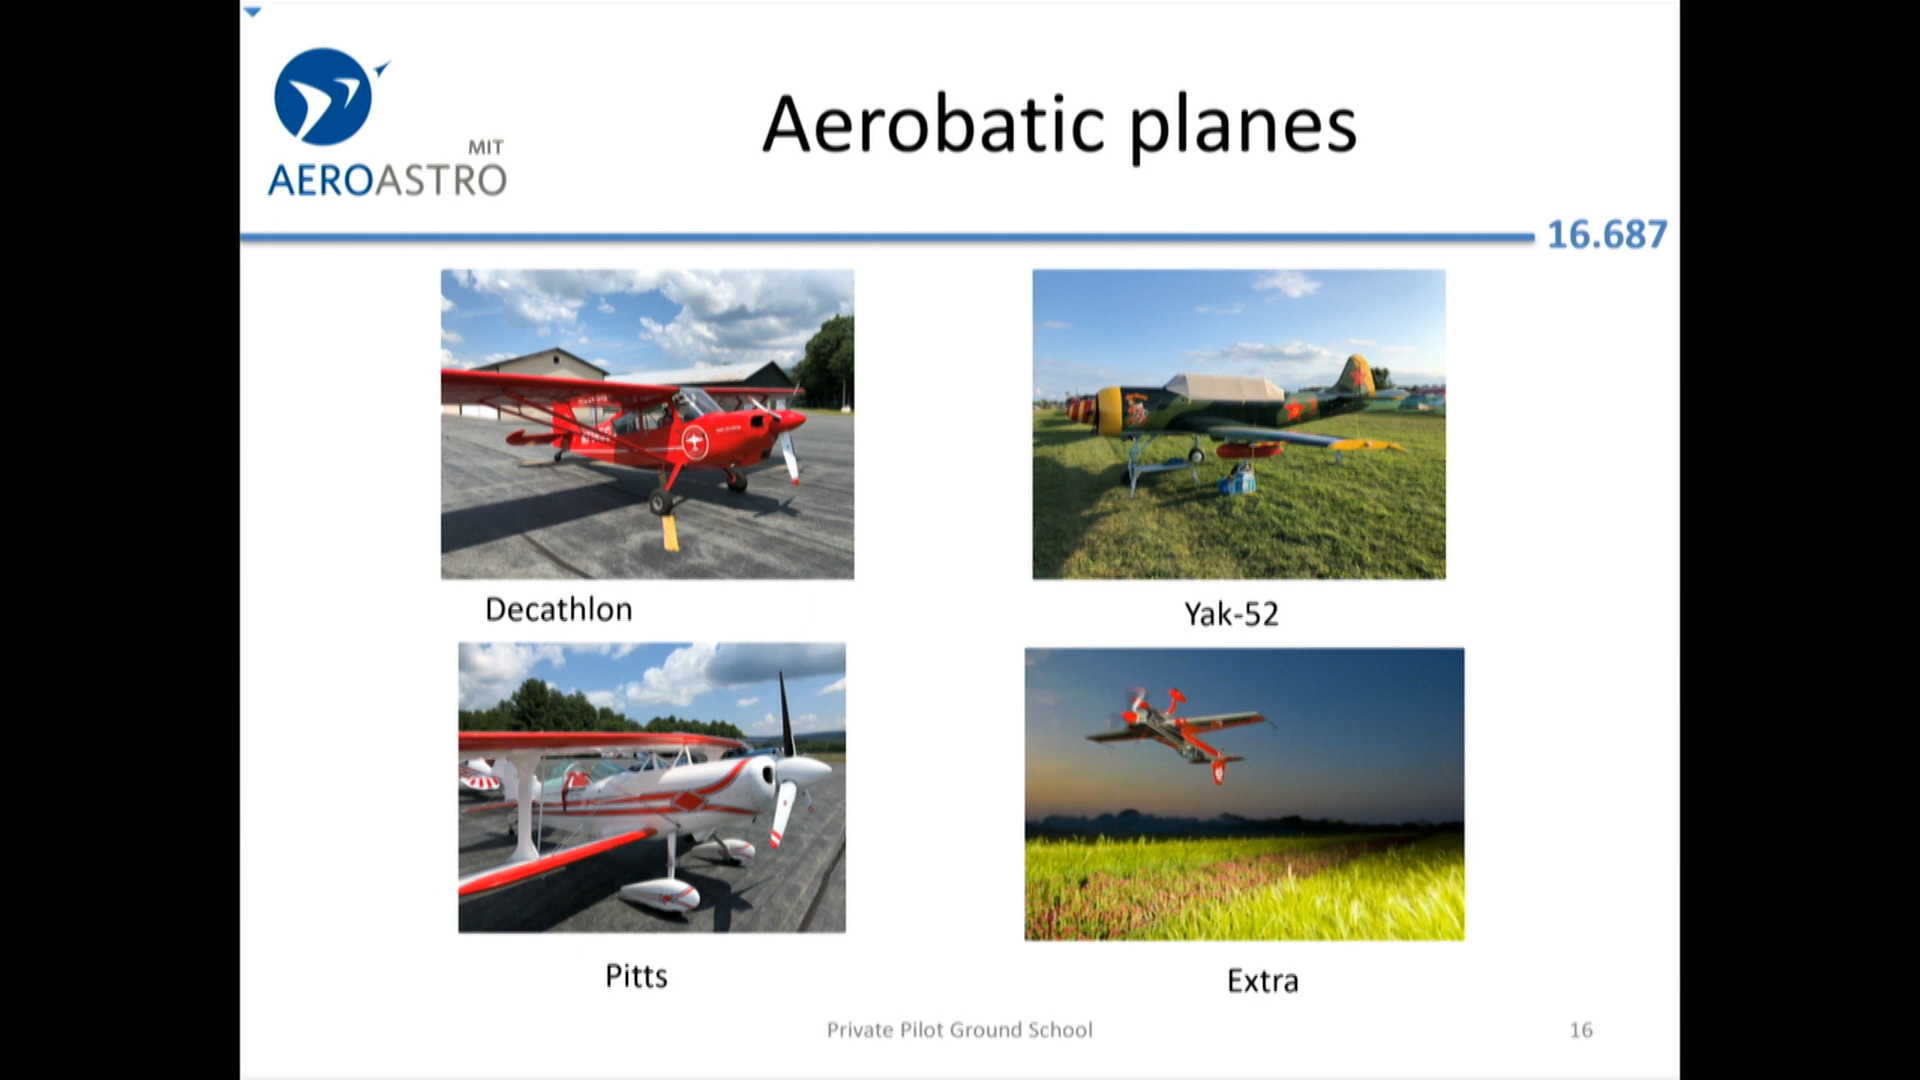 MIT
AEROASTRO
Aerobatic planes
16.687
Decathlon
Yak-52
Pitts
Extra
Private Pilot Ground School
16